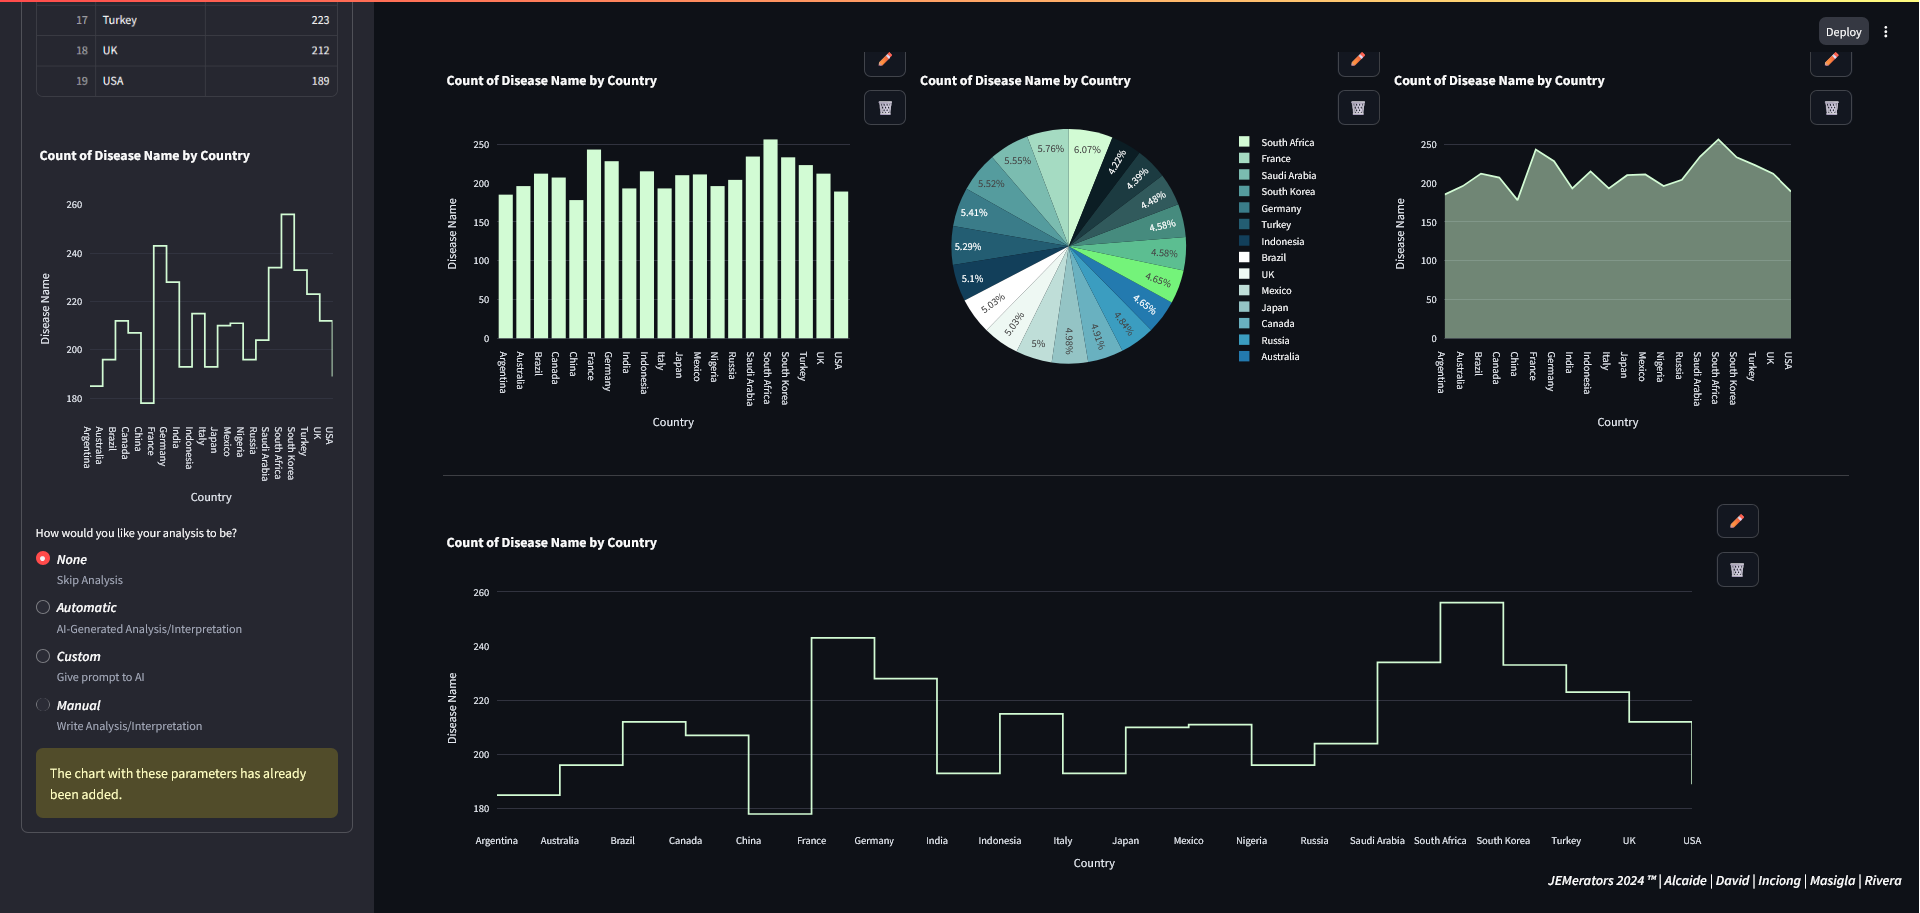 17 Turkey 223
18 UK 212
19 USA 189
Count of Disease Name by Country
260
240
220
200
180
Disease Name
Argentina
Australia
Brazil
Canada
China
France
Germany
India
Indonesia
Italy
Japan
Mexico
Nigeria
Russia
Saudi Arabia
South Africa
South Korea
Turkey
UK
USA
Country
How would you like your analysis to be?
None
Skip Analysis
Automatic
AI-Generated Analysis/Interpretation
Custom
Give prompt to AI
Manual
Write Analysis/Interpretation
The chart with these parameters has already
been added.
Deploy
Count of Disease Name by Country
250
200
150
100
50
0
Disease Name
Argentina
Australia
Brazil
Canada
China
France
Germany
India
Indonesia
Italy
Japan
Mexico
Nigeria
Russia
Saudi Arabia
South Africa
South Korea
Turkey
UK
USA
Country
Count of Disease Name by Country
6.07%
4.22%
4.39%
4.48%
4.58%
4.58%
4.65%
4.65%
4.84%
4.91%
4.98%
5%
5.03%
5.03%
5.1%
5.29%
5.41%
5.52%
5.55%
5.76%
South Africa
France
Saudi Arabia
South Korea
Germany
Turkey
Indonesia
Brazil
UK
Mexico
Japan
Canada
Russia
Australia
Count of Disease Name by Country
250
200
150
100
50
0
Disease Name
Argentina
Australia
Brazil
Canada
China
France
Germany
India
Indonesia
Italy
Japan
Mexico
Nigeria
Russia
Saudi Arabia
South Africa
South Korea
Turkey
UK
USA
Country
Count of Disease Name by Country
260
240
220
200
180
Disease Name
Argentina Australia Brazil Canada China France Germany India Indonesia Italy Japan Mexico Nigeria Russia Saudi Arabia South Africa South Korea Turkey UK USA
Country
JEMerators 2024 ™ | Alcaide | David | Inciong | Masigla | Rivera